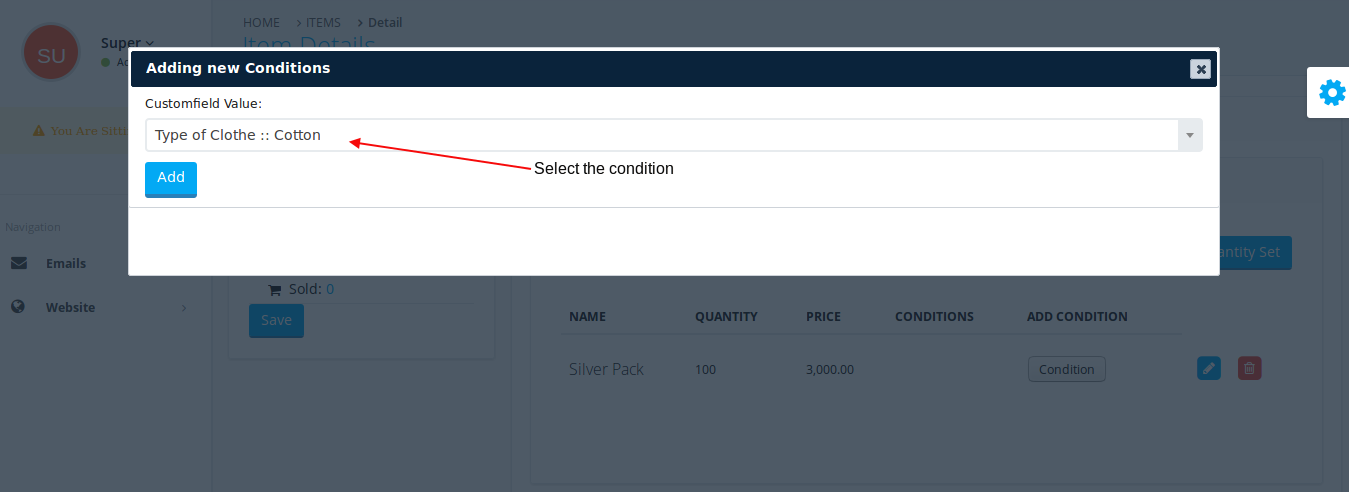 HOME > ITEMS > Detail
SU
Super
Item Details
Adding new Conditions
Customfield Value:
Type of Clothe :: Cotton
You Are Sittin
Select the condition
Add
Navigation
Emails
Website
antity Set
Sold: 0
Save
NAME QUANTITY PRICE CONDITIONS ADD CONDITION
Silver Pack 100 3,000.00 Condition